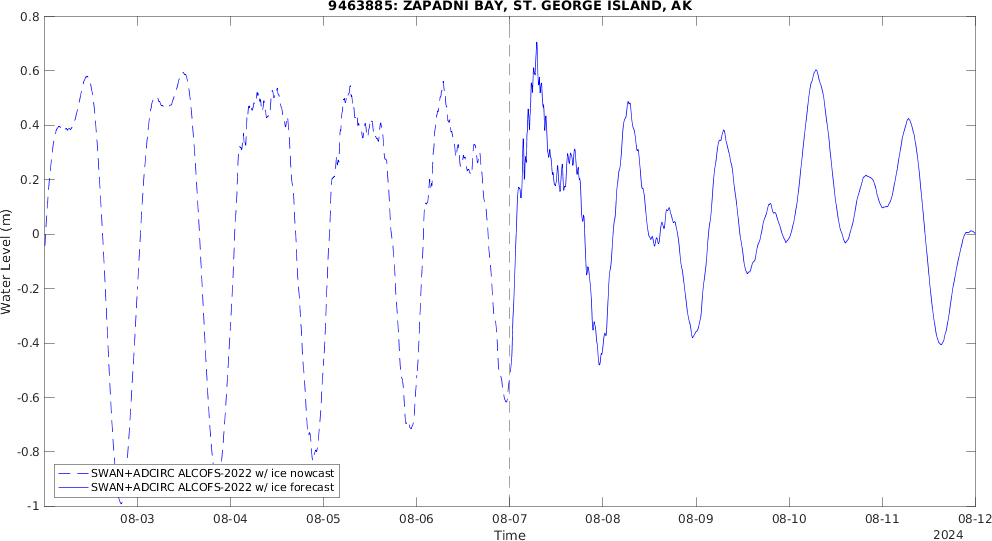 9463885: ZAPADNI BAY, ST. GEORGE ISLAND, AK
0.8
0.6
0.4
0.2
0
-0.2
-0.4
-0.6
-0.8
-1
Water Level (m)
SWAN+ADCIRC ALCOFS-2022 w/ ice nowcast
SWAN+ADCIRC ALCOFS-2022 w/ ice forecast
08-03 08-04 08-05 08-06 08-07 08-08 08-09 08-10 08-11 08-12
Time
2024